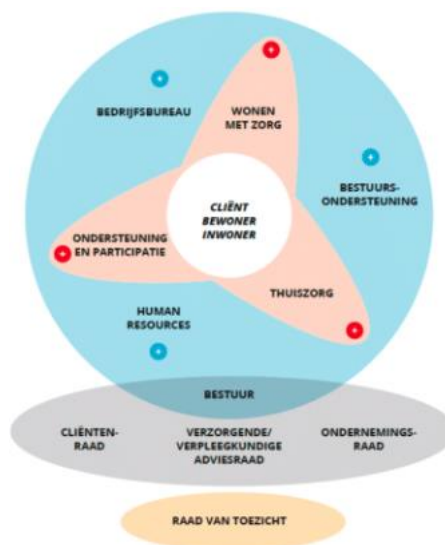 BEDRIJFSBUREAU
WONEN
MET ZORG
BESTUURS-
ONDERSTEUNING
CLIËNT
BEWONER
INWONER
ONDERSTEUNING
EN PARTICIPATIE
THUISZORG
HUMAN
RESOURCES
BESTUUR
CLIËNTEN-
RAAD
VERZORGENDE/
VERPLEEGKUNDIGE
ADVIESRAAD
ONDERNEMINGS-
RAAD
RAAD VAN TOEZICHT